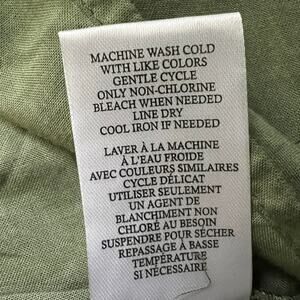 MACHINE WASH COLD
WITH LIKE COLORS
GENTLE CYCLE
ONLY NON-CHLORINE
BLEACH WHEN NEEDED
LINE DRY
COOL IRON IF NEEDED
LAVER À LA MACHINE
À L'EAU FROIDE
AVEC COULEURS SIMILAIRES
CYCLE DÉLICAT
UTILISER SEULEMENT
UN AGENT DE
BLANCHIMENT NON
CHLORÉ AU BESOIN
SUSPENDRE POUR SÉCHER
REPASSAGE À BASSE
TEMPÉRATURE
SI NÉCESSAIRE